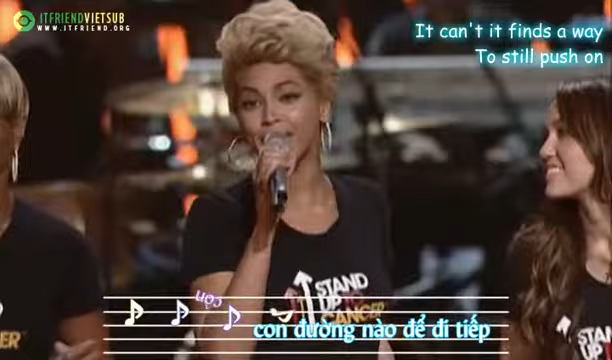 ITFRIENDVIETSUB
WWW.ITFRIEND.ORG
It can't it finds a way
To still push on
STAND
UP
CANCER
còn
con đường nào để đi tiếp